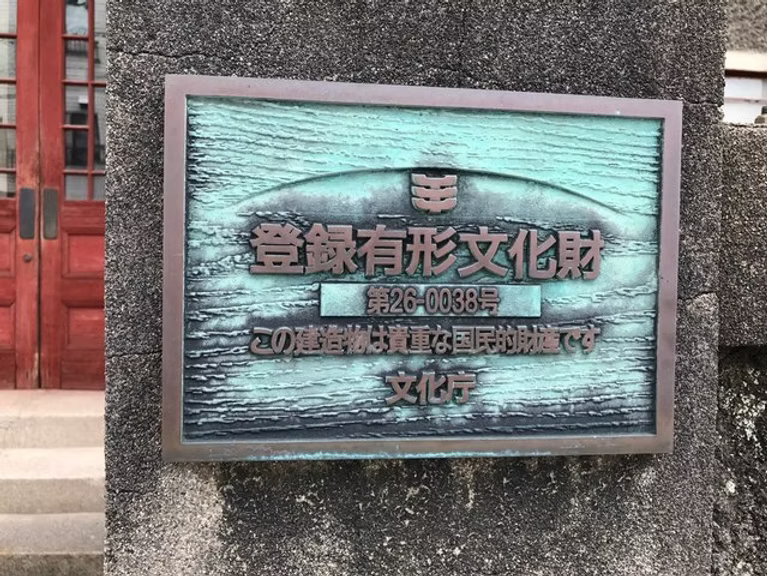 登録有形文化財
第26-0038号
この建造物は貴重な国民的財産です
文化庁